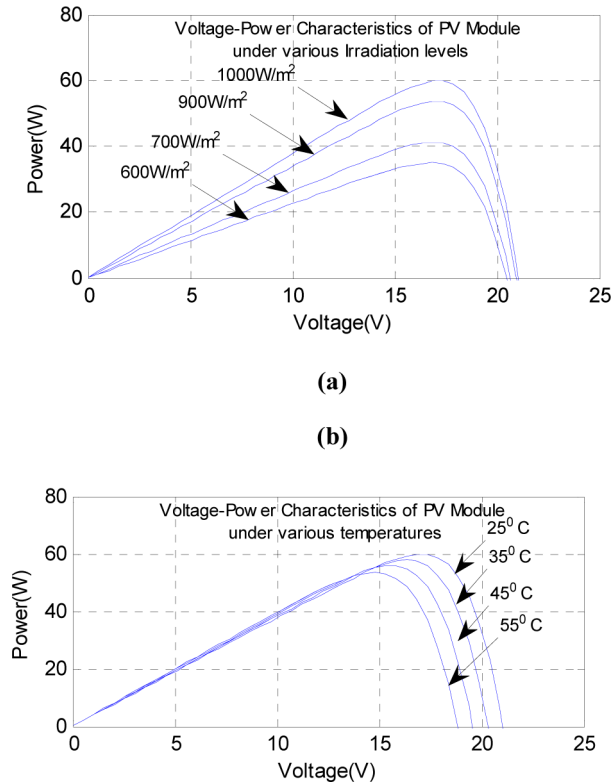 Voltage-Power Characteristics of PV Module
under various Irradiation levels
1000W/m²
900W/m²
700W/m²
600W/m²
80
60
40
20
0
Power(W)
0 5 10 15 20 25
Voltage(V)
(a)
(b)
Voltage-Power Characteristics of PV Module
under various temperatures
25⁰ C
35⁰ C
45⁰ C
55⁰ C
80
60
40
20
0
Power(W)
0 5 10 15 20 25
Voltage(V)